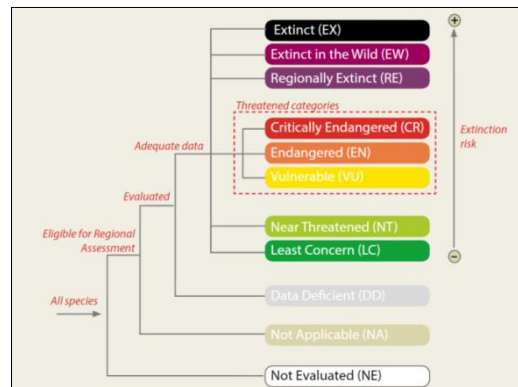 Extinct (EX)
Extinct in the Wild (EW)
Regionally Extinct (RE)
Threatened categories
Critically Endangered (CR)
Adequate data
Extinction
risk
Endangered (EN)
Vulnerable (VU)
Evaluated
Near Threatened (NT)
Eligible for Regional
Assessment
Least Concern (LC)
Data Deficient (DD)
All species
Not Applicable (NA)
Not Evaluated (NE)